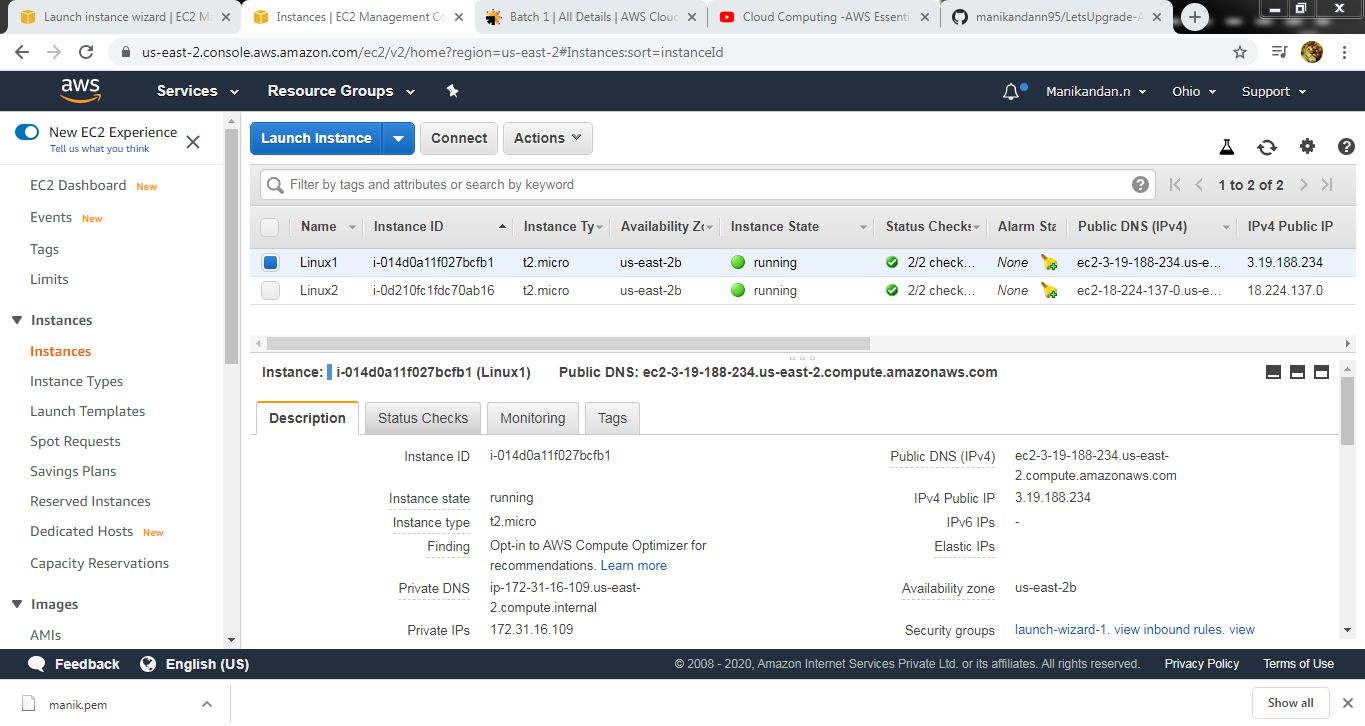 Launch instance wizard | EC2 Ma
Instances | EC2 Management Co
Batch 1 | All Details | AWS Clou
Cloud Computing -AWS Essenti
manikandann95/LetsUpgrade-A
us-east-2.console.aws.amazon.com/ec2/v2/home?region=us-east-2#Instances:sort=instanceId
aws Services Resource Groups Manikandan.n Ohio Support
New EC2 Experience
Tell us what you think
EC2 Dashboard New
Events New
Tags
Limits
Instances
Instances
Instance Types
Launch Templates
Spot Requests
Savings Plans
Reserved Instances
Dedicated Hosts New
Capacity Reservations
Images
AMIs
Launch Instance Connect Actions
Filter by tags and attributes or search by keyword
1 to 2 of 2
Name Instance ID Instance Ty Availability Zo Instance State Status Checks Alarm Sta Public DNS (IPv4) IPv4 Public IP
Linux1 i-014d0a11f027bcfb1 t2.micro us-east-2b running 2/2 check... None ec2-3-19-188-234.us-e... 3.19.188.234
Linux2 i-0d210fc1fdc70ab16 t2.micro us-east-2b running 2/2 check... None ec2-18-224-137-0.us-e... 18.224.137.0
Instance: i-014d0a11f027bcfb1 (Linux1) Public DNS: ec2-3-19-188-234.us-east-2.compute.amazonaws.com
Description Status Checks Monitoring Tags
Instance ID i-014d0a11f027bcfb1
Instance state running
Instance type t2.micro
Finding Opt-in to AWS Compute Optimizer for
recommendations. Learn more
Private DNS ip-172-31-16-109.us-east-
2.compute.internal
Private IPs 172.31.16.109
Public DNS (IPv4) ec2-3-19-188-234.us-east-
2.compute.amazonaws.com
IPv4 Public IP 3.19.188.234
IPv6 IPs -
Elastic IPs
Availability zone us-east-2b
Security groups launch-wizard-1. view inbound rules. view
Feedback English (US)
© 2008 - 2020, Amazon Internet Services Private Ltd. or its affiliates. All rights reserved. Privacy Policy Terms of Use
manik.pem
Show all